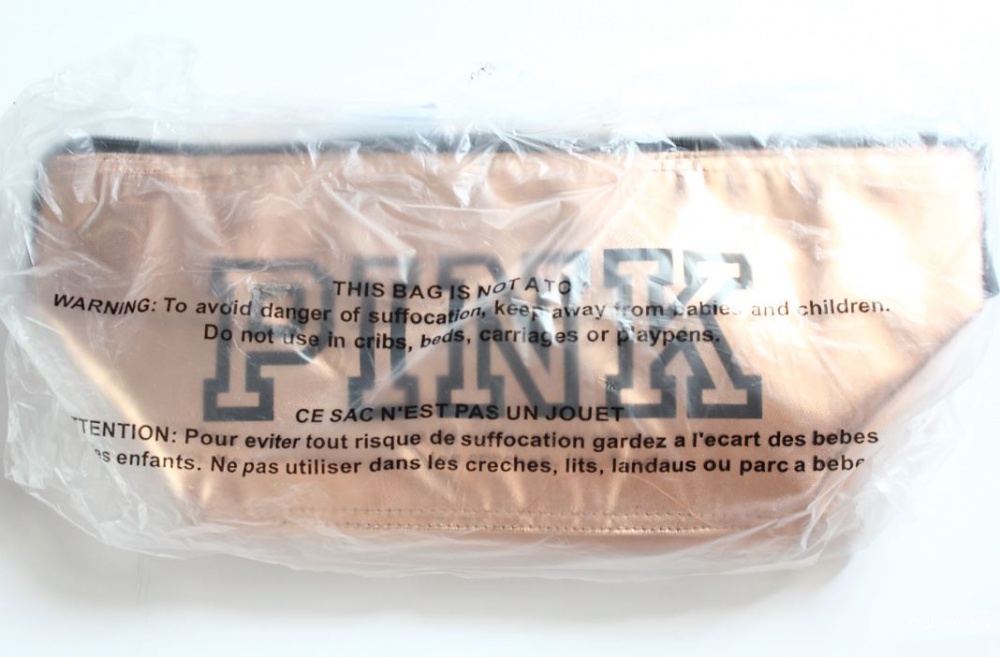 PINK
THIS BAG IS NOT A TO
WARNING: To avoid danger of suffocation, keep away from babies and children.
Do not use in cribs, beds, carriages or playpens.
CE SAC N'EST PAS UN JOUET
TTENTION: Pour eviter tout risque de suffocation gardez a l'ecart des bebes
es enfants. Ne pas utiliser dans les creches, lits, landaus ou parc a bebe